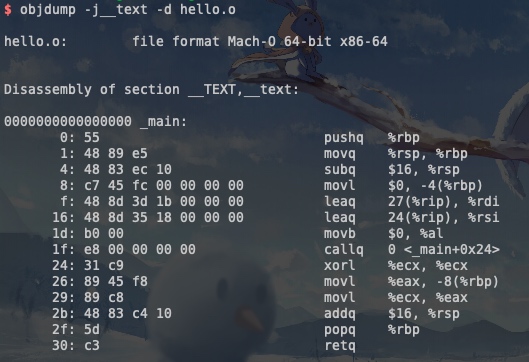 $ objdump -j__text -d hello.o
hello.o:        file format Mach-O 64-bit x86-64
Disassembly of section __TEXT,__text:
0000000000000000 _main:
       0: 55                            pushq   %rbp
       1: 48 89 e5                      movq    %rsp, %rbp
       4: 48 83 ec 10                   subq    $16, %rsp
       8: c7 45 fc 00 00 00 00          movl    $0, -4(%rbp)
       f: 48 8d 3d 1b 00 00 00          leaq    27(%rip), %rdi
      16: 48 8d 35 18 00 00 00          leaq    24(%rip), %rsi
      1d: b0 00                         movb    $0, %al
      1f: e8 00 00 00 00                callq   0 <_main+0x24>
      24: 31 c9                         xorl    %ecx, %ecx
      26: 89 45 f8                      movl    %eax, -8(%rbp)
      29: 89 c8                         movl    %ecx, %eax
      2b: 48 83 c4 10                   addq    $16, %rsp
      2f: 5d                            popq    %rbp
      30: c3                            retq